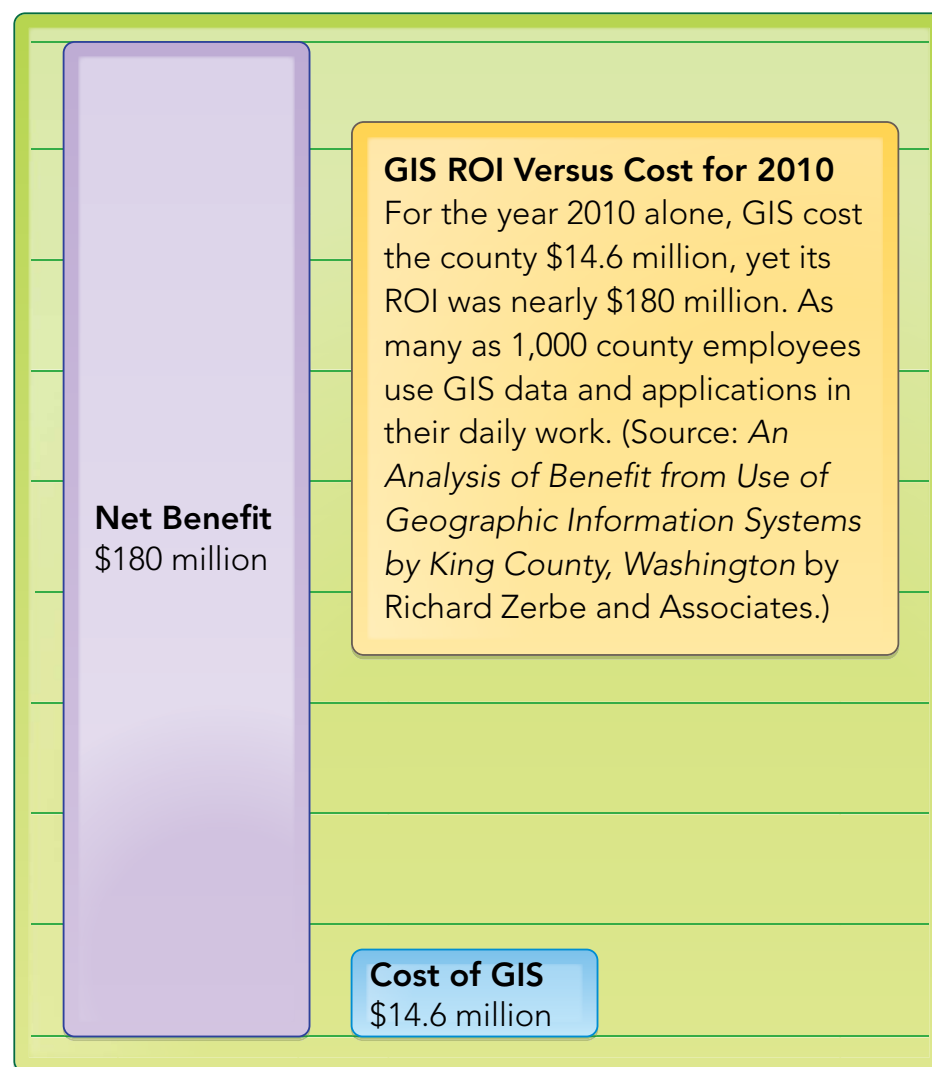 GIS ROI Versus Cost for 2010
For the year 2010 alone, GIS cost
the county $14.6 million, yet its
ROI was nearly $180 million. As
many as 1,000 county employees
use GIS data and applications in
their daily work. (Source: An
Analysis of Benefit from Use of
Geographic Information Systems
by King County, Washington by
Richard Zerbe and Associates.)
Net Benefit
$180 million
Cost of GIS
$14.6 million